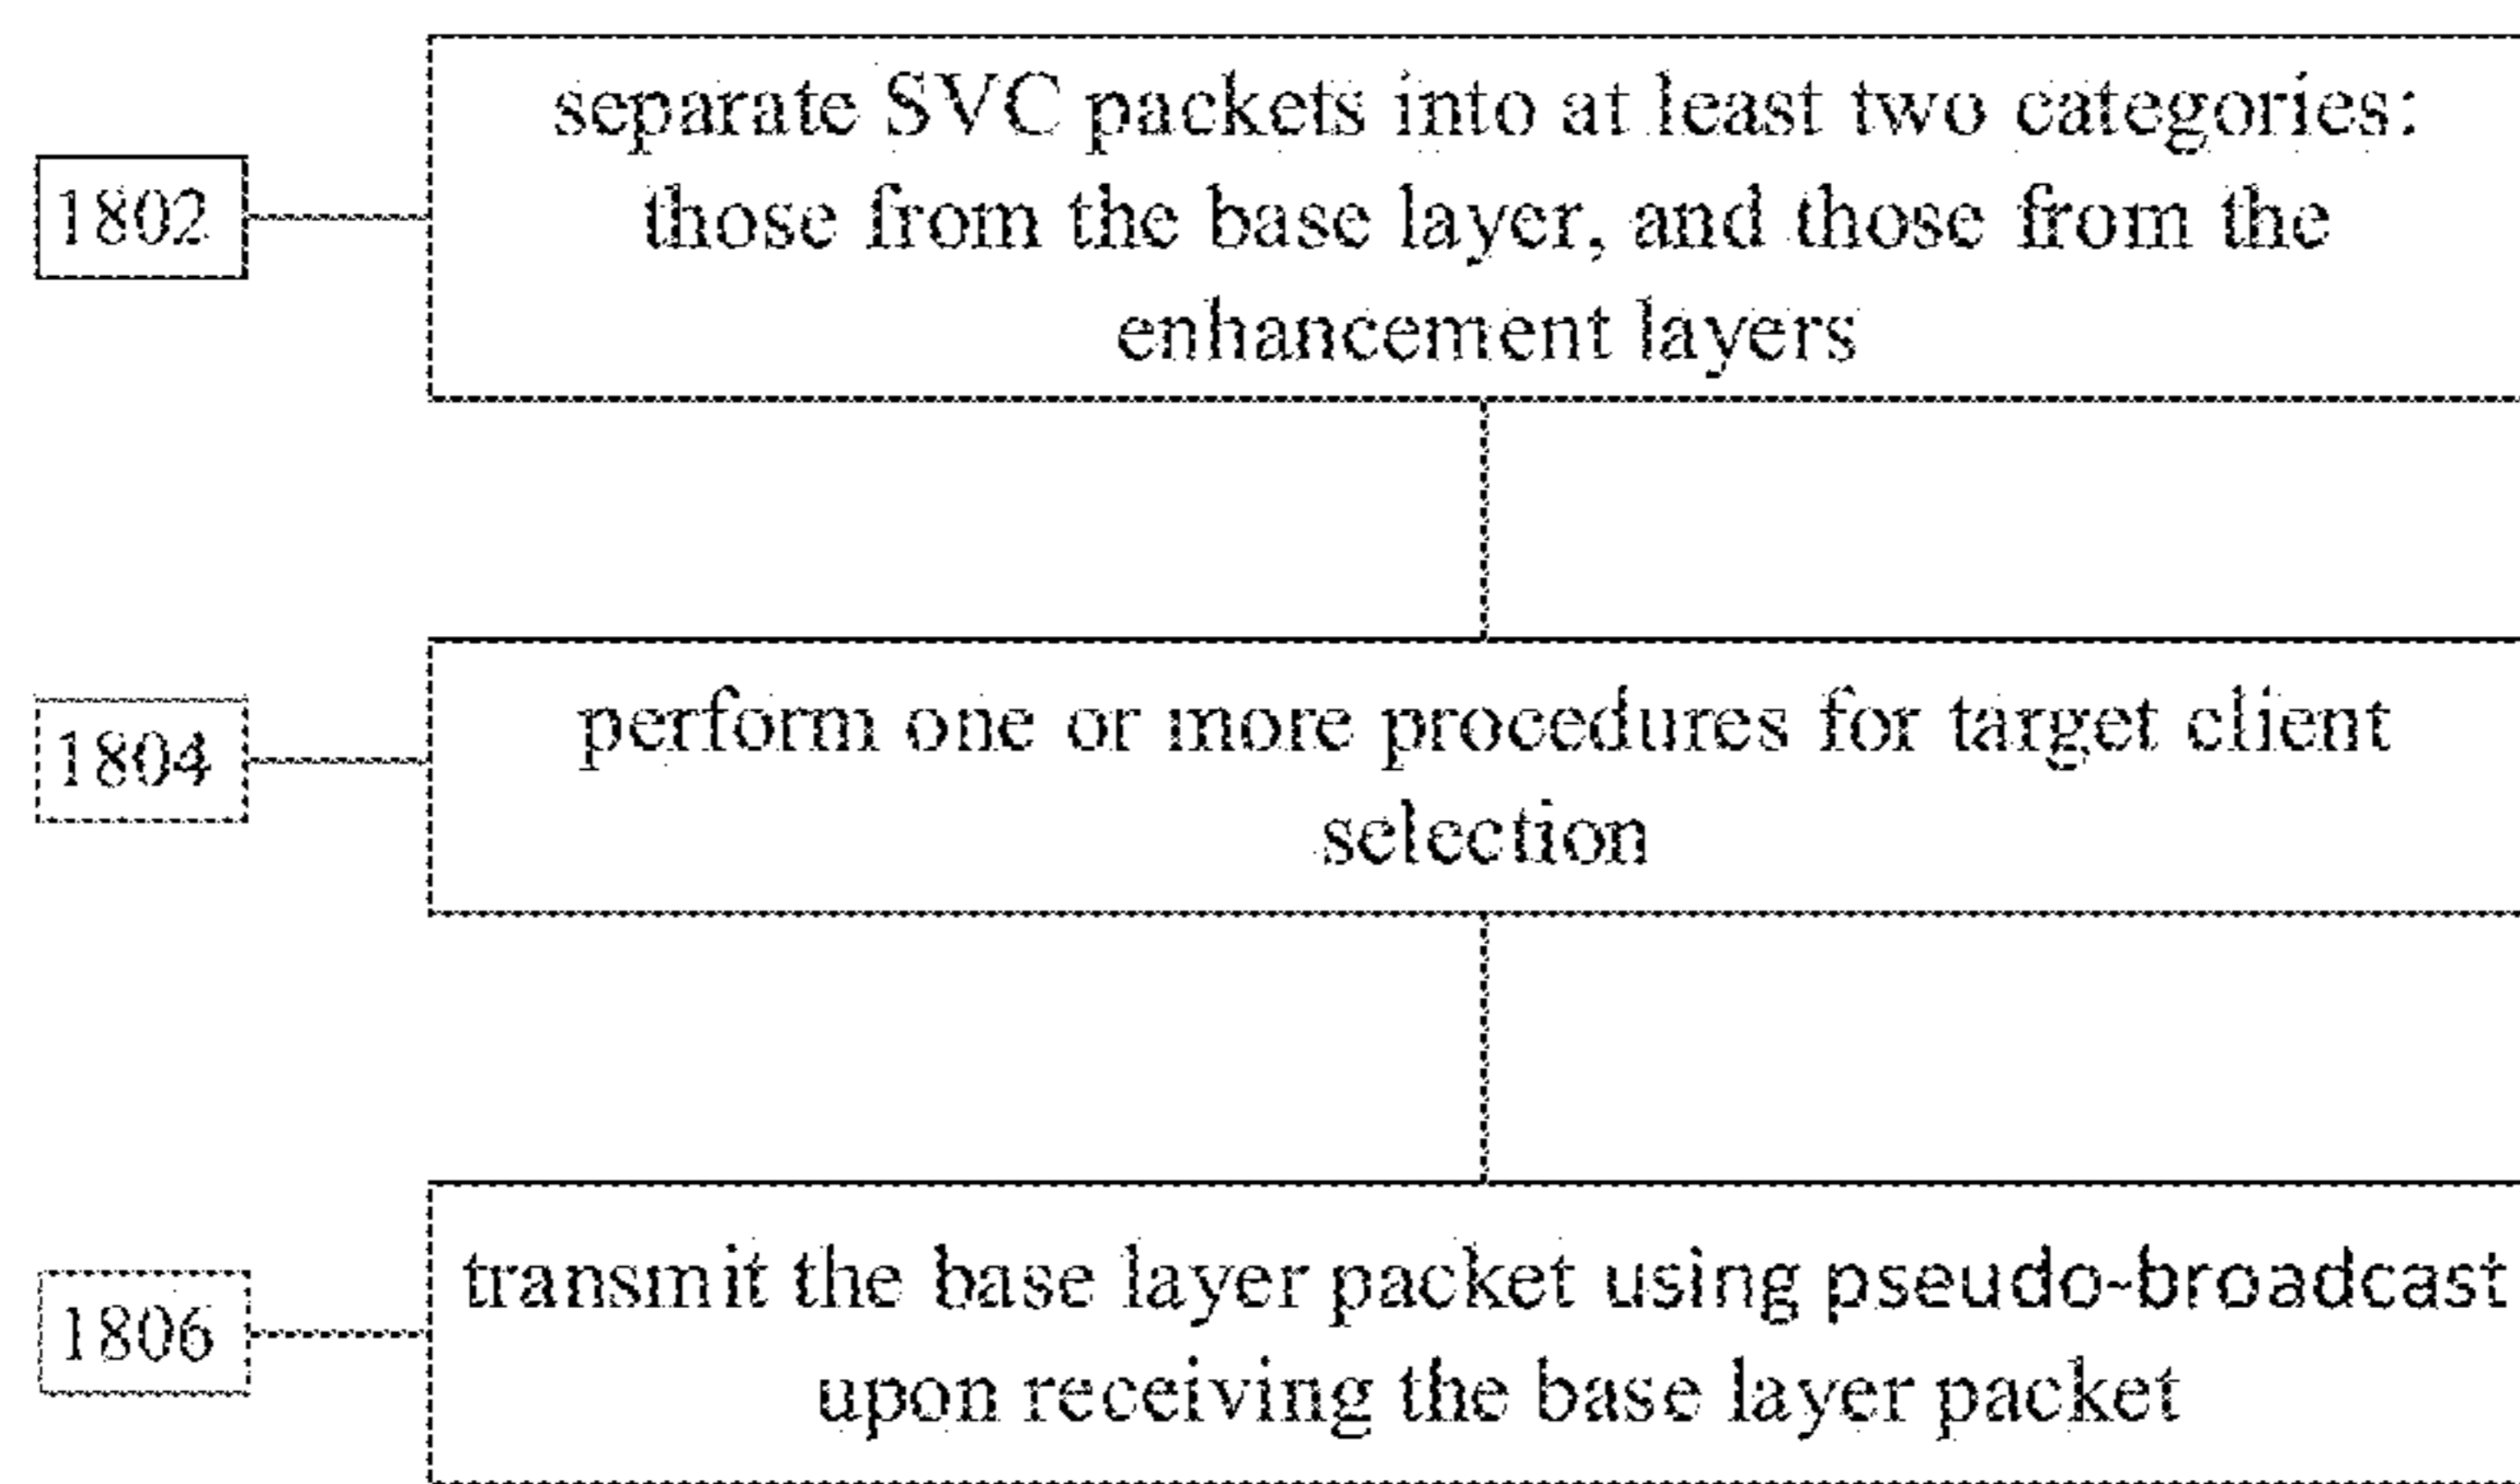 separate SVC packets into at least two categories:
1802
those from the base layer, and those from the
enhancement layers
perform one or more procedures for target client
1804
selection
transmit the base layer packet using pseudo-broadcast
1806
upon receiving the base layer packet